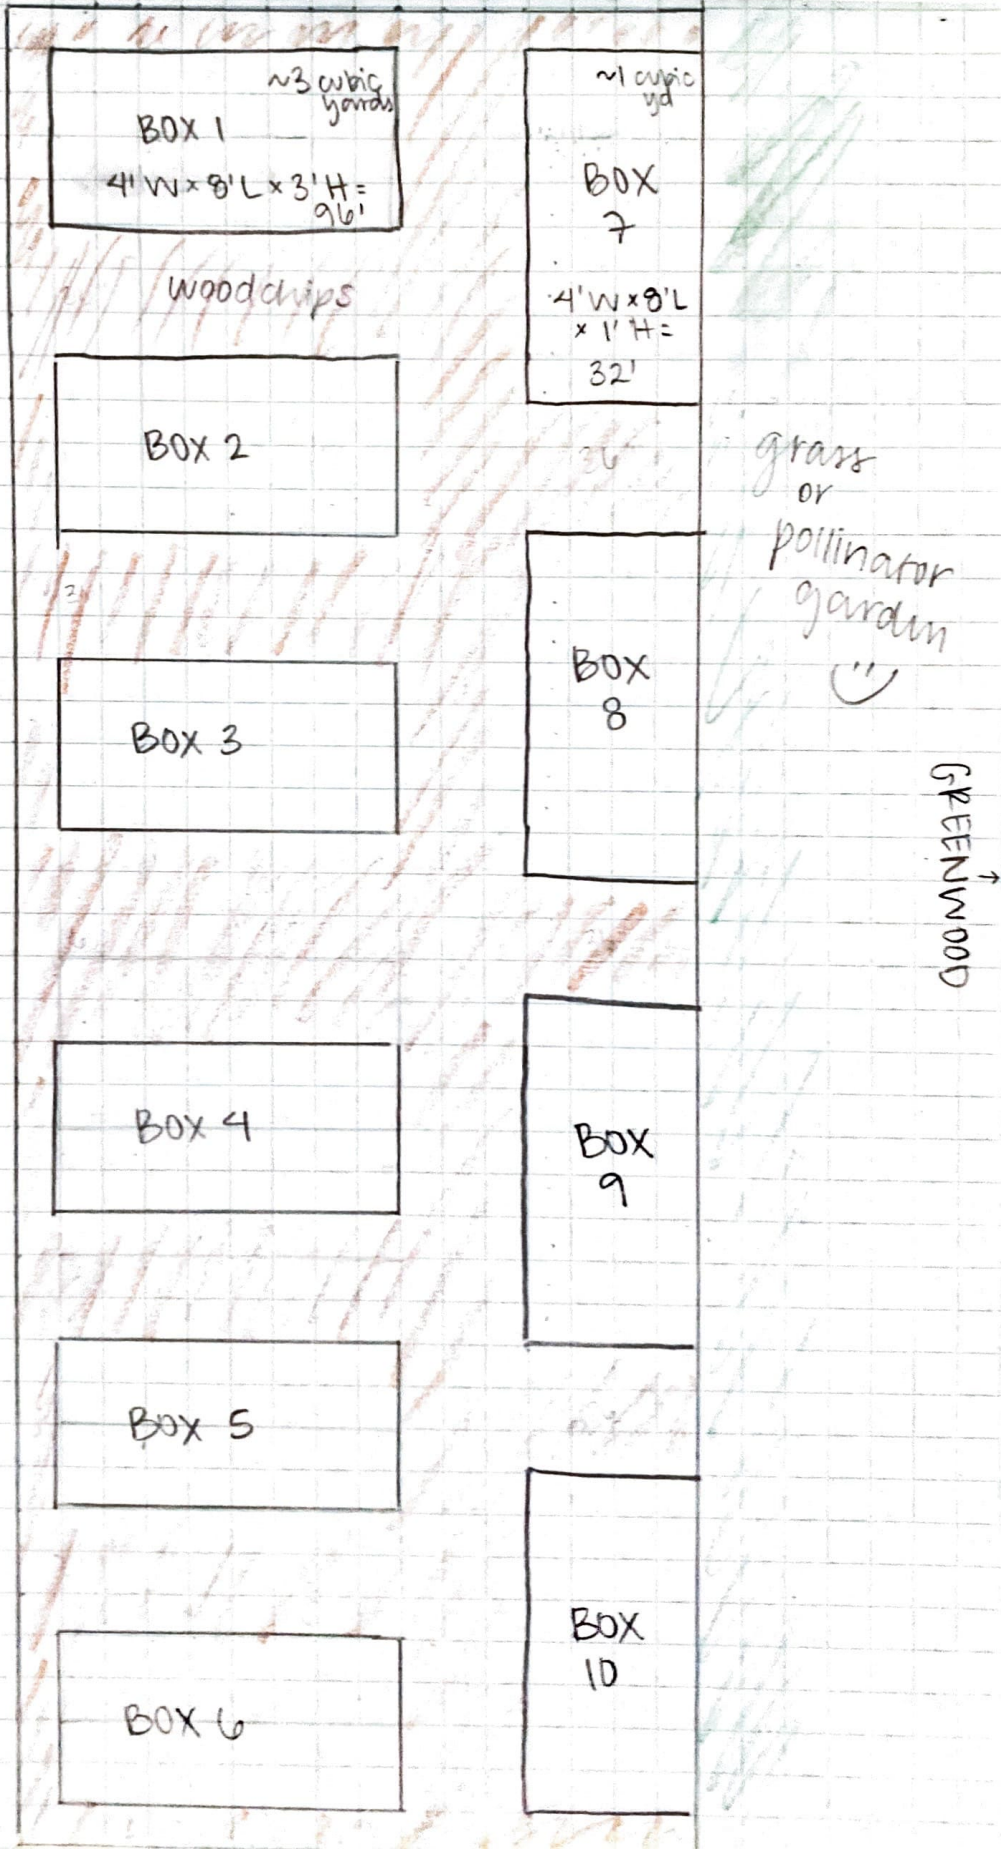 ~3 cubic
yards
BOX 1
4' W × 8' L × 3' H =
96'
woodchips
BOX 2
BOX 3
BOX 4
BOX 5
BOX 6
~1 cubic
yd
BOX
7
4' W × 8' L
× 1' H =
32'
BOX
8
BOX
9
BOX
10
grass
or
pollinator
garden
GREENWOOD
→